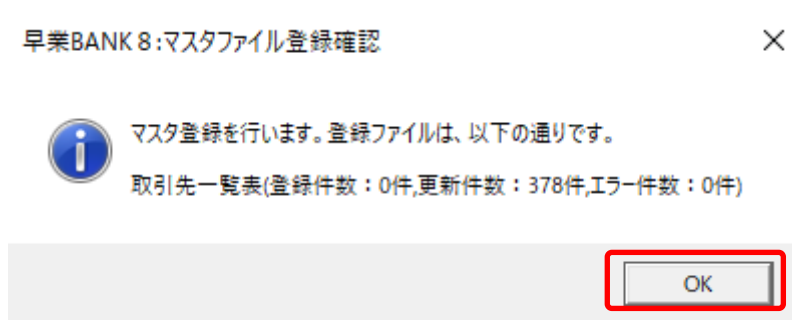 早業BANK８:マスタファイル登録確認
マスタ登録を行います。登録ファイルは、以下の通りです。
取引先一覧表(登録件数：0件,更新件数：378件,エラー件数：0件)
OK